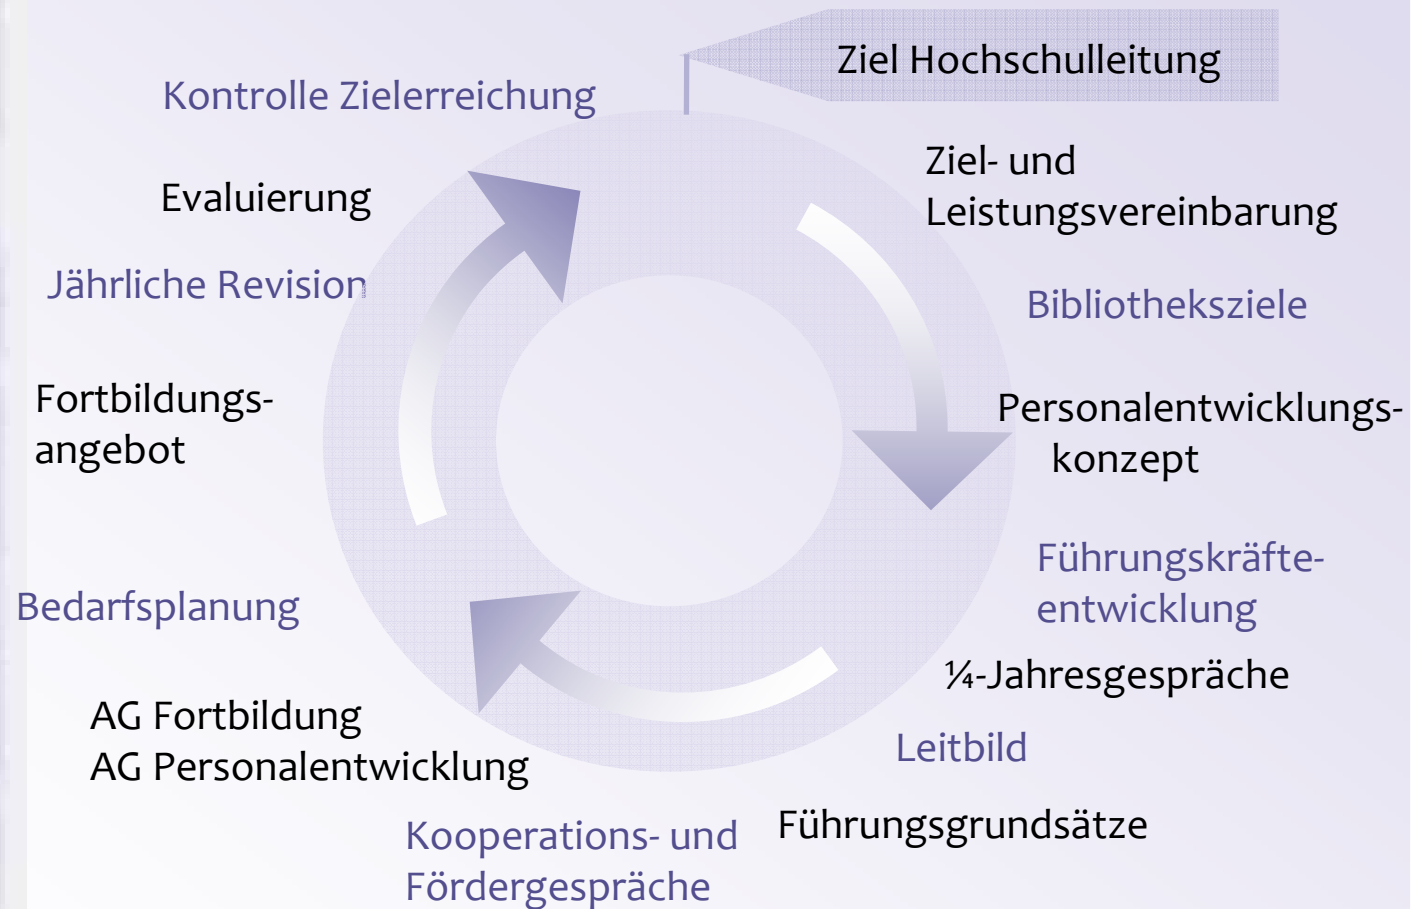 Ziel Hochschulleitung
Ziel- und
Leistungsvereinbarung
Bibliotheksziele
Personalentwicklungs-
konzept
Führungskräfte-
entwicklung
¼-Jahresgespräche
Leitbild
Führungsgrundsätze
Kooperations- und
Fördergespräche
AG Fortbildung
AG Personalentwicklung
Bedarfsplanung
Fortbildungs-
angebot
Jährliche Revision
Evaluierung
Kontrolle Zielerreichung